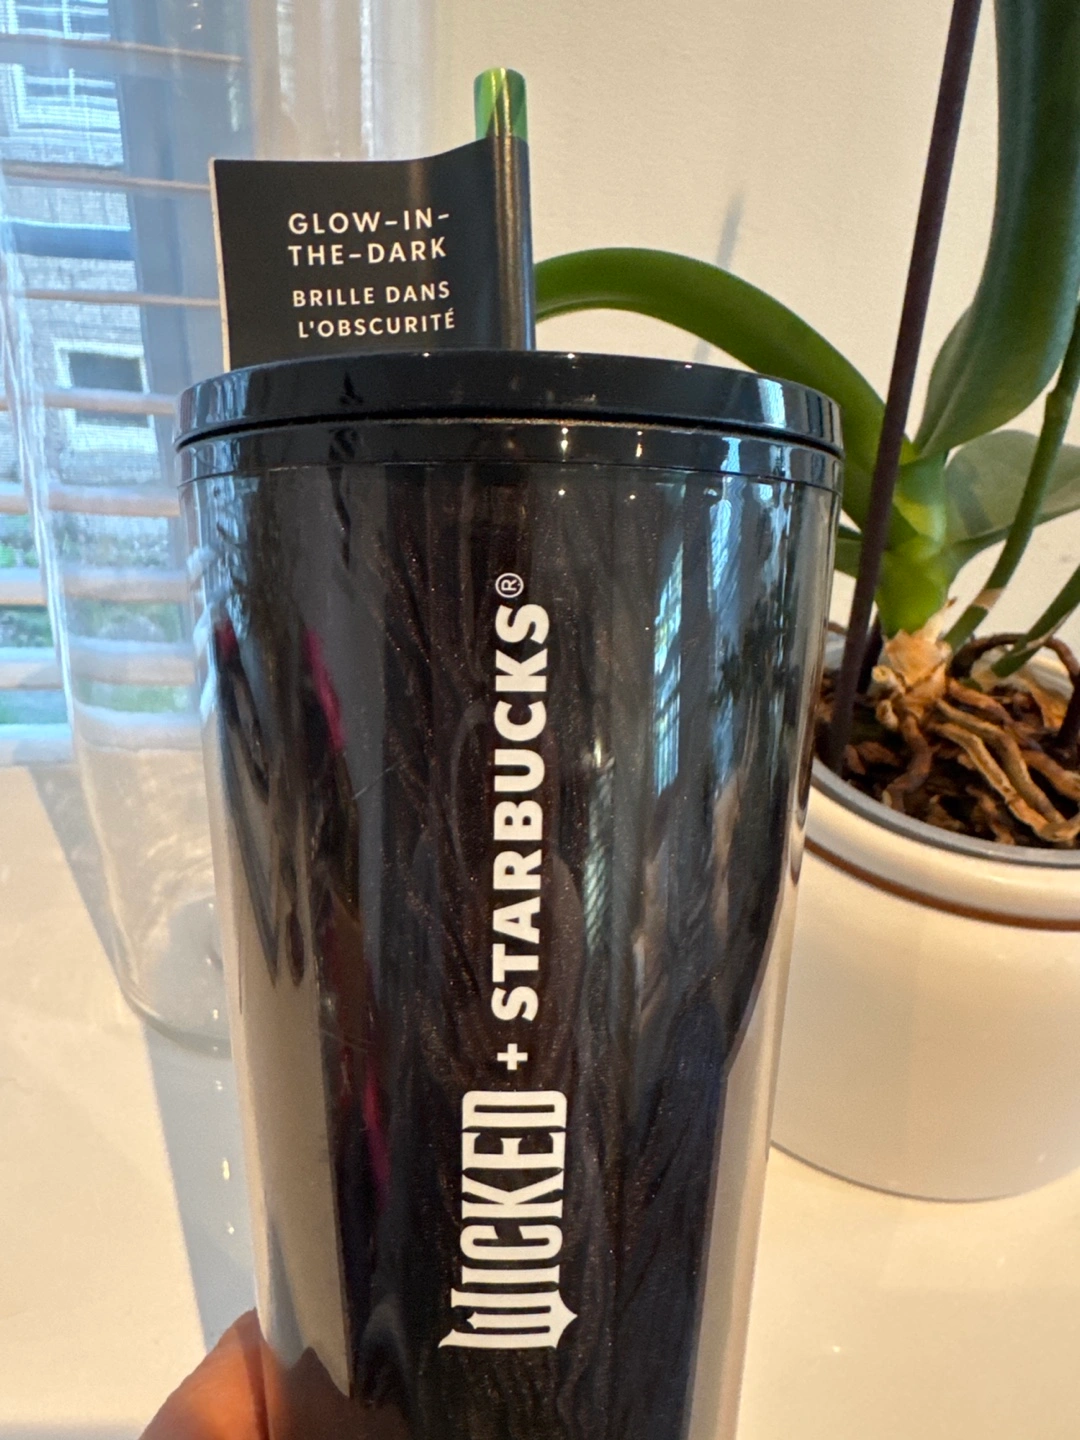 GLOW-IN-
THE-DARK
BRILLE DANS
L'OBSCURITÉ
WICKED + STARBUCKS®